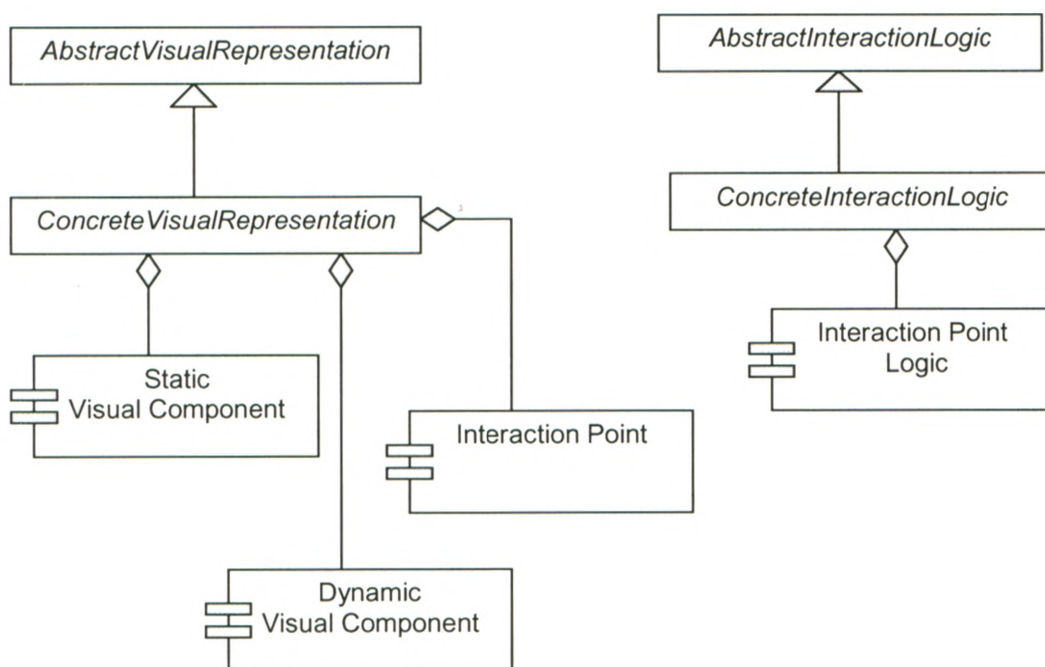 AbstractVisualRepresentation
AbstractInteractionLogic
ConcreteVisualRepresentation
ConcreteInteractionLogic
Static
Visual Component
Interaction Point
Interaction Point
Logic
Dynamic
Visual Component